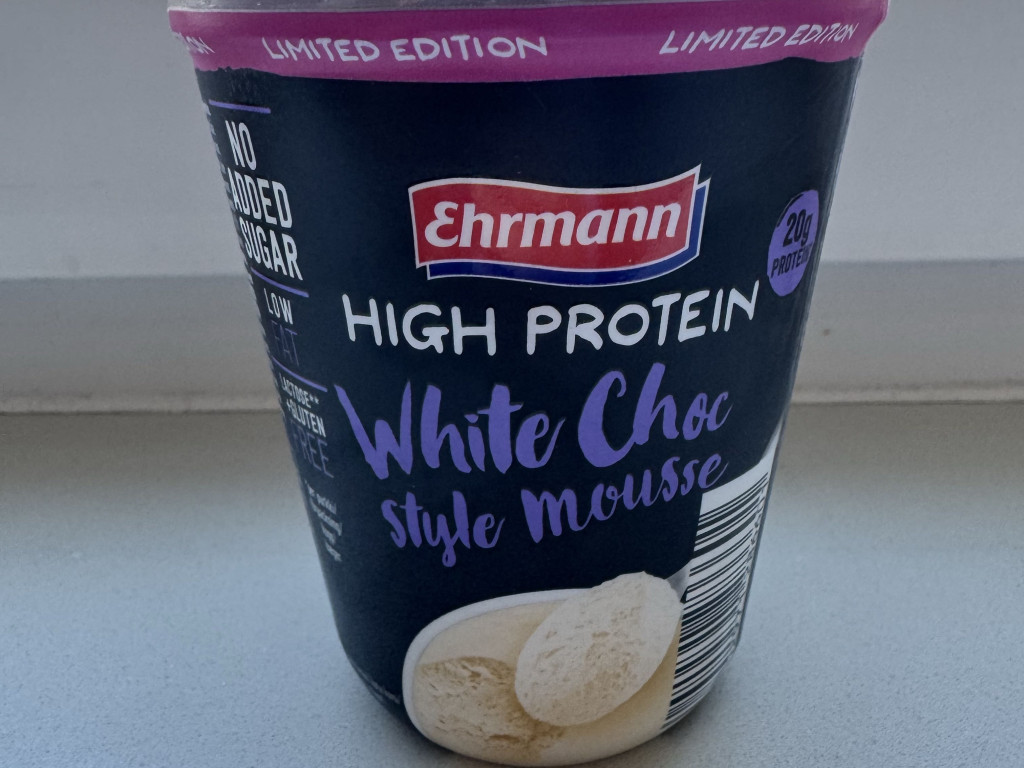 LIMITED EDITION
LIMITED EDITION
NO
ADDED
SUGAR
LOW
FAT
LACTOSE**
+GLUTEN
FREE
Ehrmann
20g
PROTEIN
HIGH PROTEIN
White Choc
style mousse